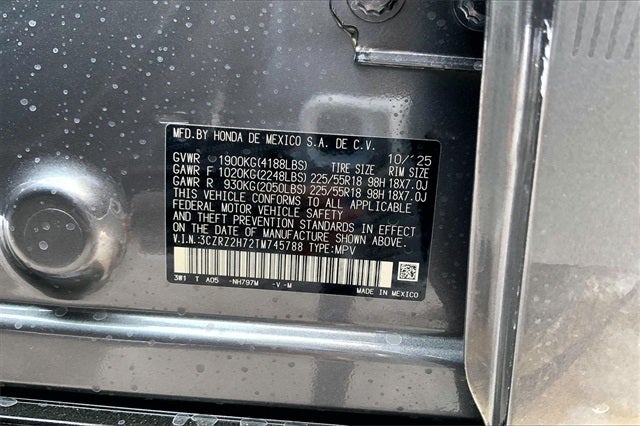 MFD.BY HONDA DE MEXICO S.A. DE C.V.
10/'25
GVWR 1900KG(4188LBS) TIRE SIZE RIM SIZE
GAWR F 1020KG(2248LBS) 225/55R18 98H 18X7.0J
GAWR R 930KG(2050LBS) 225/55R18 98H 18X7.0J
THIS VEHICLE CONFORMS TO ALL APPLICABLE
FEDERAL MOTOR VEHICLE SAFETY
AND THEFT PREVENTION STANDARDS IN EFFECT
ON THE DATE OF MANUFACTURE SHOWN ABOVE.
V.I.N:3CZRZ2H72TM745788 TYPE:MPV
3W1 T A05 -NH797M -V-M
MADE IN MEXICO